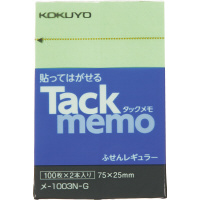 KOKUYO
貼ってはがせる
Tack
タックメモ
memo
ふせんレギュラー
100枚×2本入り 75×25mm
メ-1003N-G